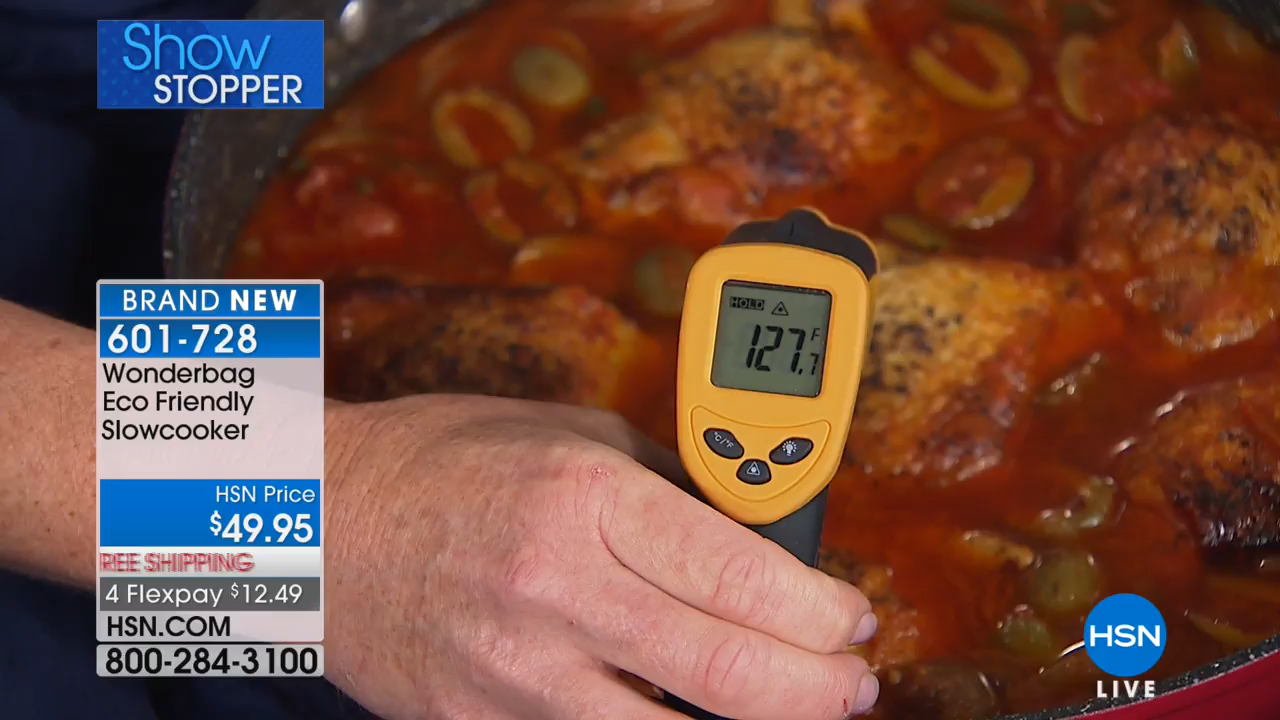 Show
STOPPER
BRAND NEW
601-728
Wonderbag
Eco Friendly
Slowcooker
HSN Price
$49.95
REE SHIPPING
4 Flexpay $12.49
HSN.COM
800-284-3100
HOLD
127.7 F
°C/°F
HSN
LIVE